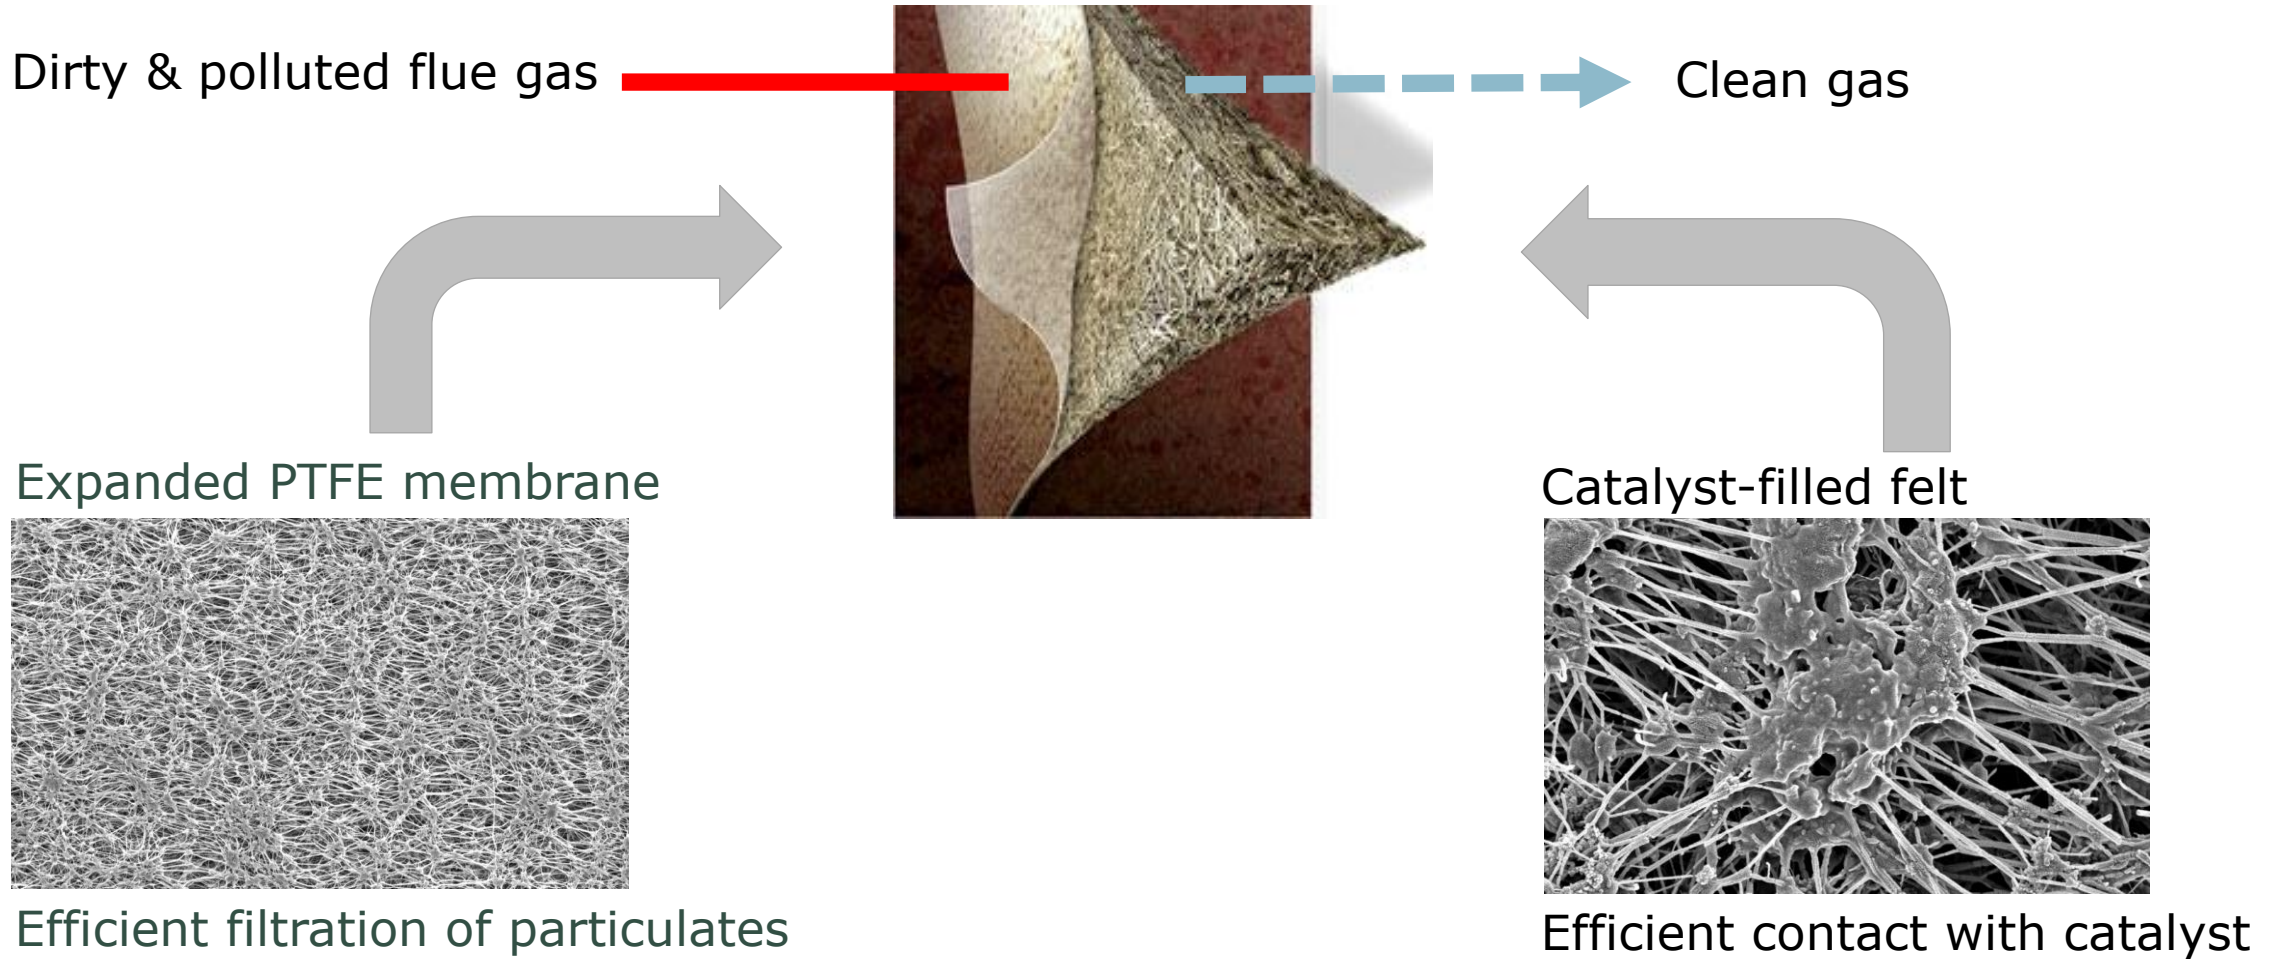 Dirty & polluted flue gas
Clean gas
Expanded PTFE membrane
Catalyst-filled felt
Efficient filtration of particulates
Efficient contact with catalyst